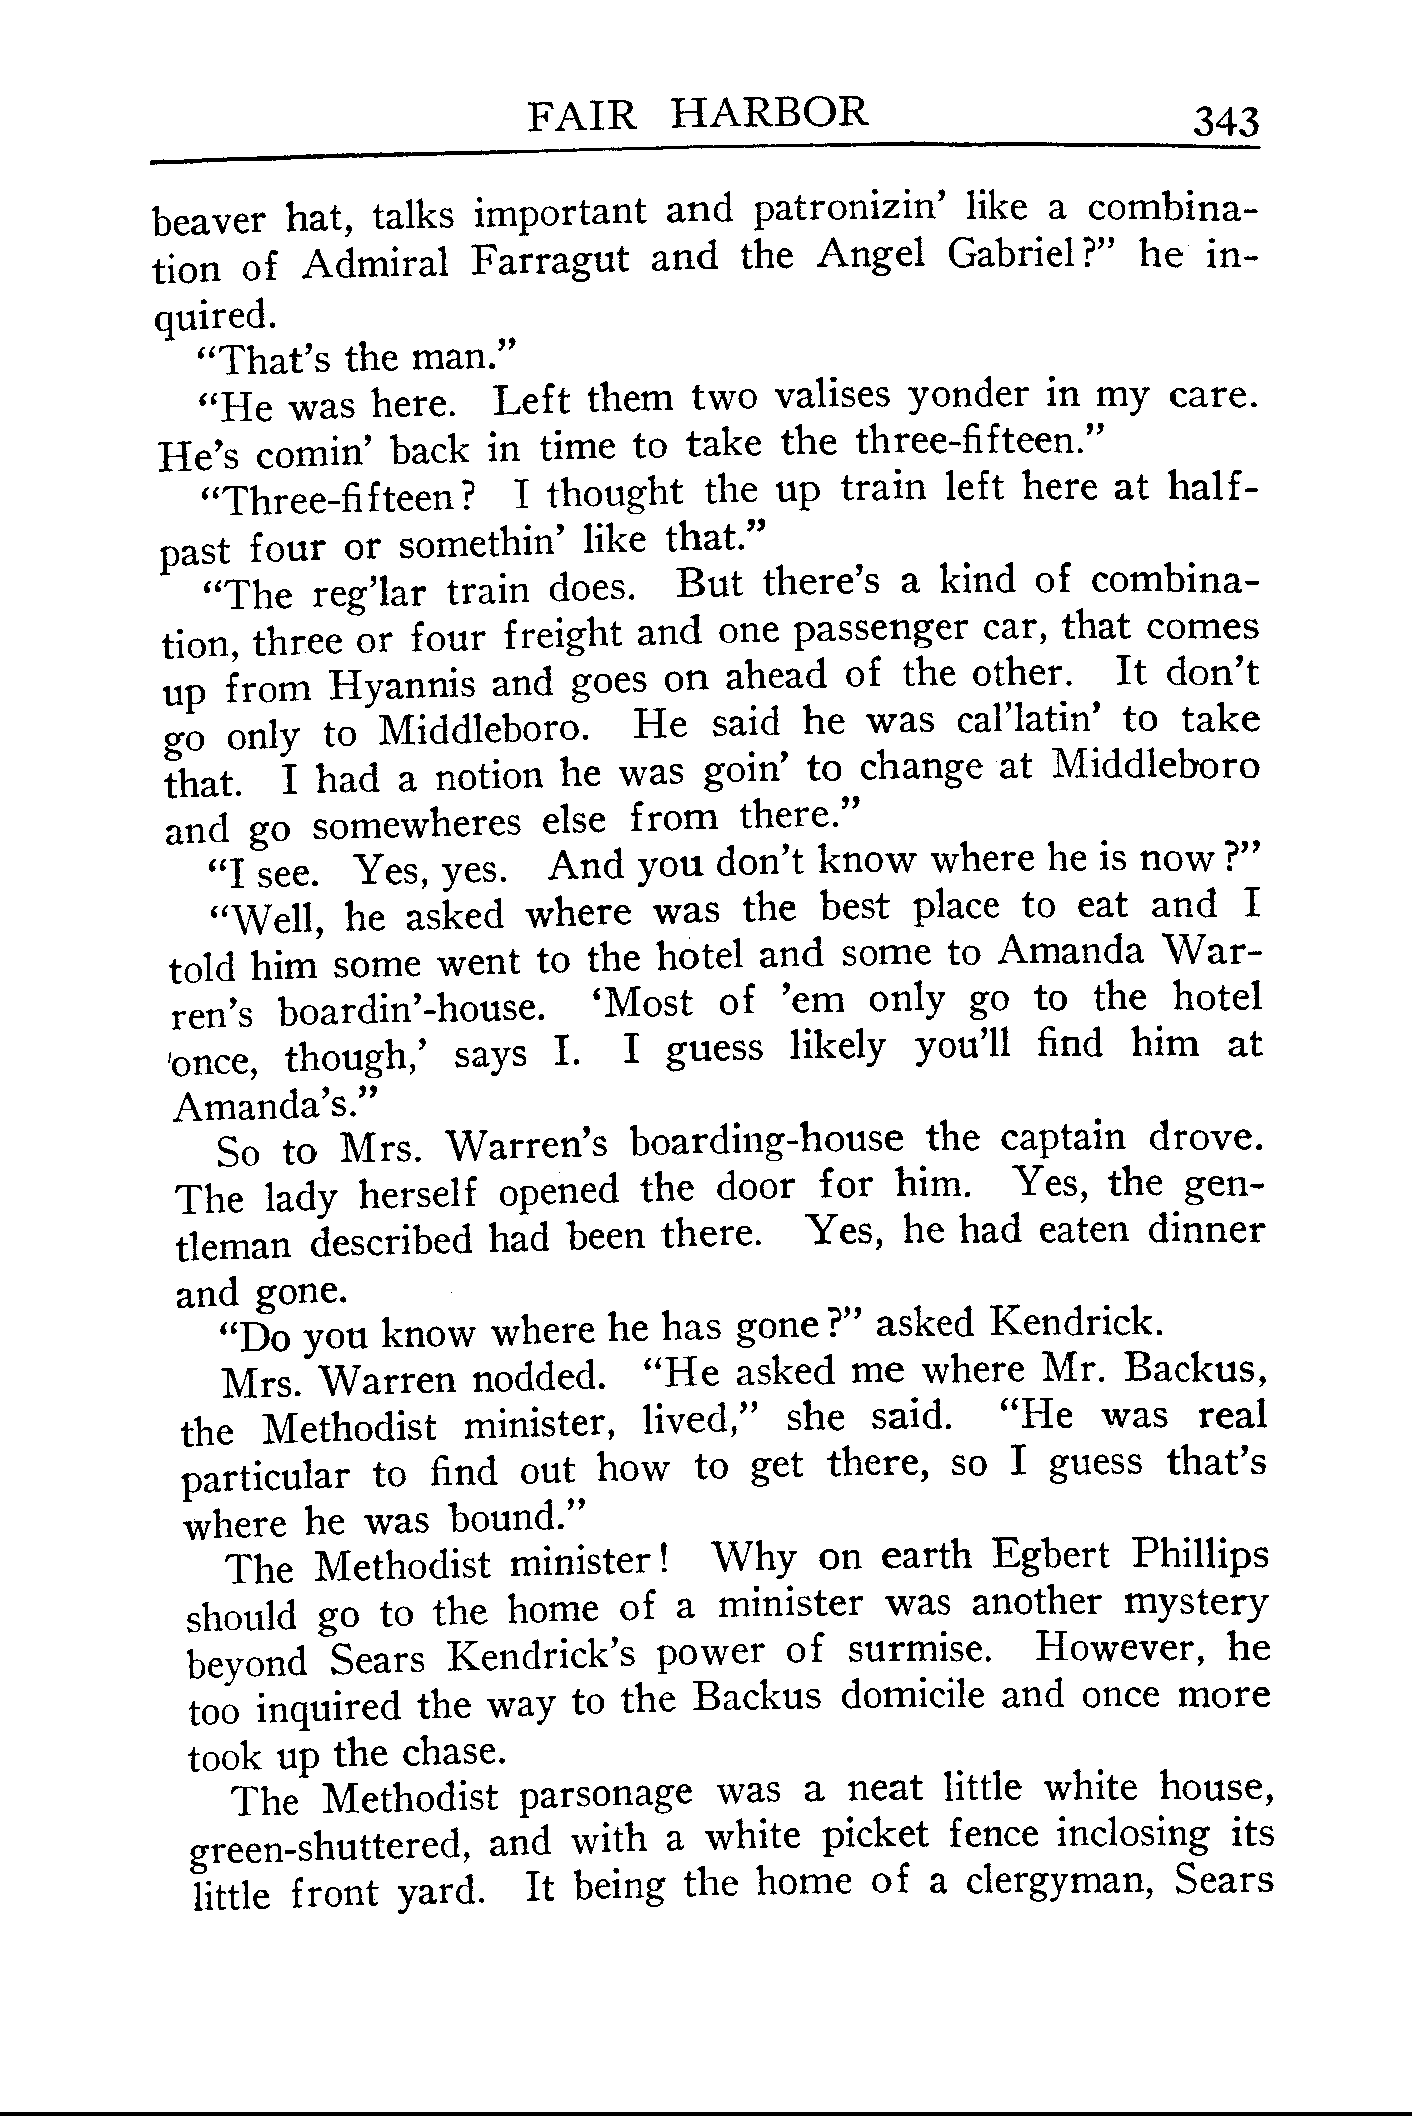 FAIR HARBOR 343
beaver hat, talks important and patronizin’ like a combina-
tion of Admiral Farragut and the Angel Gabriel?” he in-
quired.
“That’s the man.”
“He was here. Left them two valises yonder in my care.
He’s comin’ back in time to take the three-fifteen.”
“Three-fifteen? I thought the up train left here at half-
past four or somethin’ like that.”
“The reg’lar train does. But there’s a kind of combina-
tion, three or four freight and one passenger car, that comes
up from Hyannis and goes on ahead of the other. It don’t
go only to Middleboro. He said he was cal’latin’ to take
that. I had a notion he was goin’ to change at Middleboro
and go somewheres else from there.”
“I see. Yes, yes. And you don’t know where he is now?”
“Well, he asked where was the best place to eat and I
told him some went to the hotel and some to Amanda War-
ren’s boardin’-house. ‘Most of ’em only go to the hotel
'once, though,’ says I. I guess likely you’ll find him at
Amanda’s.”
So to Mrs. Warren’s boarding-house the captain drove.
The lady herself opened the door for him. Yes, the gen-
tleman described had been there. Yes, he had eaten dinner
and gone.
“Do you know where he has gone?” asked Kendrick.
Mrs. Warren nodded. “He asked me where Mr. Backus,
the Methodist minister, lived,” she said. “He was real
particular to find out how to get there, so I guess that’s
where he was bound.”
The Methodist minister! Why on earth Egbert Phillips
should go to the home of a minister was another mystery
beyond Sears Kendrick’s power of surmise. However, he
too inquired the way to the Backus domicile and once more
took up the chase.
The Methodist parsonage was a neat little white house,
green-shuttered, and with a white picket fence inclosing its
little front yard. It being the home of a clergyman, Sears